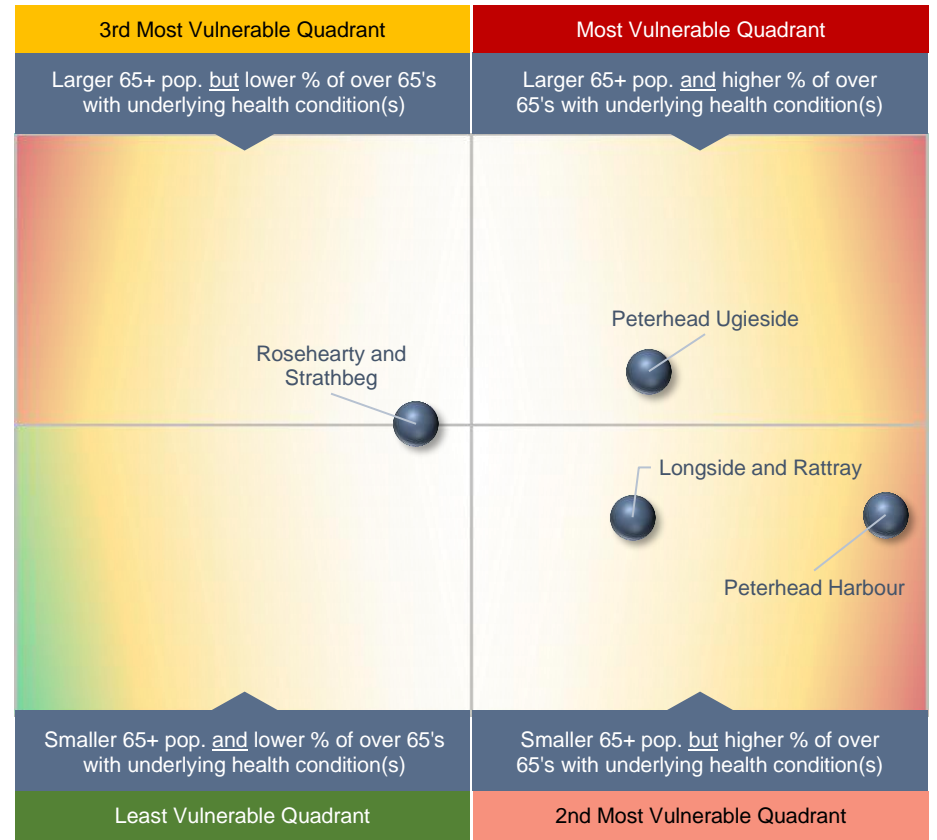 3rd Most Vulnerable Quadrant
Most Vulnerable Quadrant
Larger 65+ pop. but lower % of over 65's
with underlying health condition(s)
Larger 65+ pop. and higher % of over
65's with underlying health condition(s)
Peterhead Ugieside
Rosehearty and
Strathbeg
Longside and Rattray
Peterhead Harbour
Smaller 65+ pop. and lower % of over 65's
with underlying health condition(s)
Smaller 65+ pop. but higher % of over
65's with underlying health condition(s)
Least Vulnerable Quadrant
2nd Most Vulnerable Quadrant